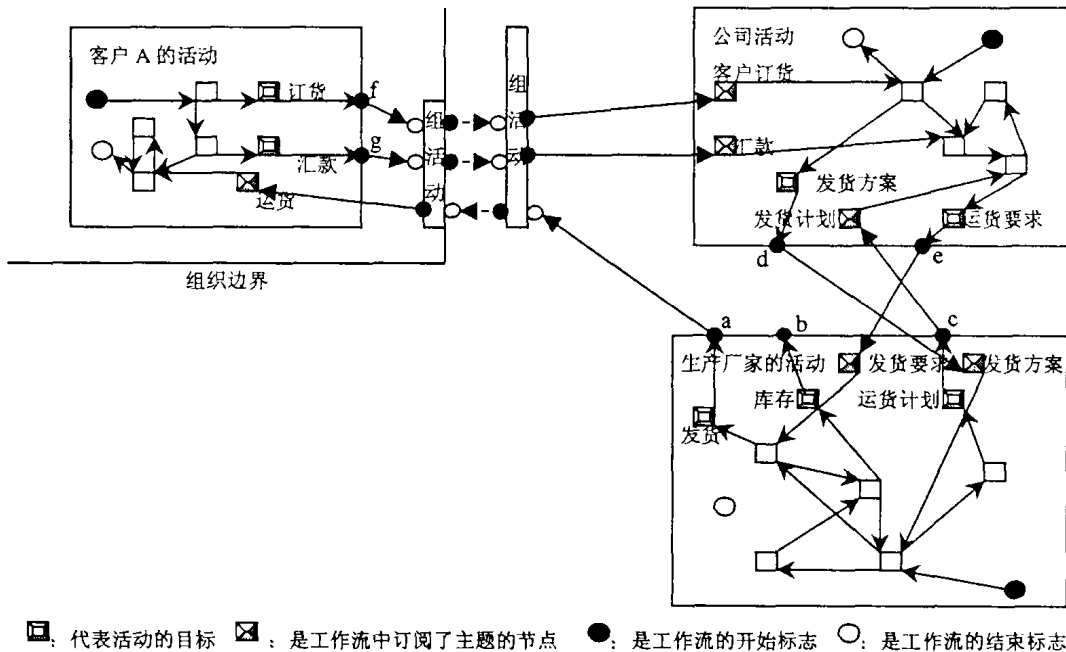 客户 A 的活动
订货
f
汇款
g
运货
组活动
组活动
组织边界
公司活动
客户订货
汇款
发货方案
发货计划
运货要求
d
e
a
b
c
生产厂家的活动
发货要求
发货方案
库存
运货计划
发货
：代表活动的目标
：是工作流中订阅了主题的节点
：是工作流的开始标志
：是工作流的结束标志